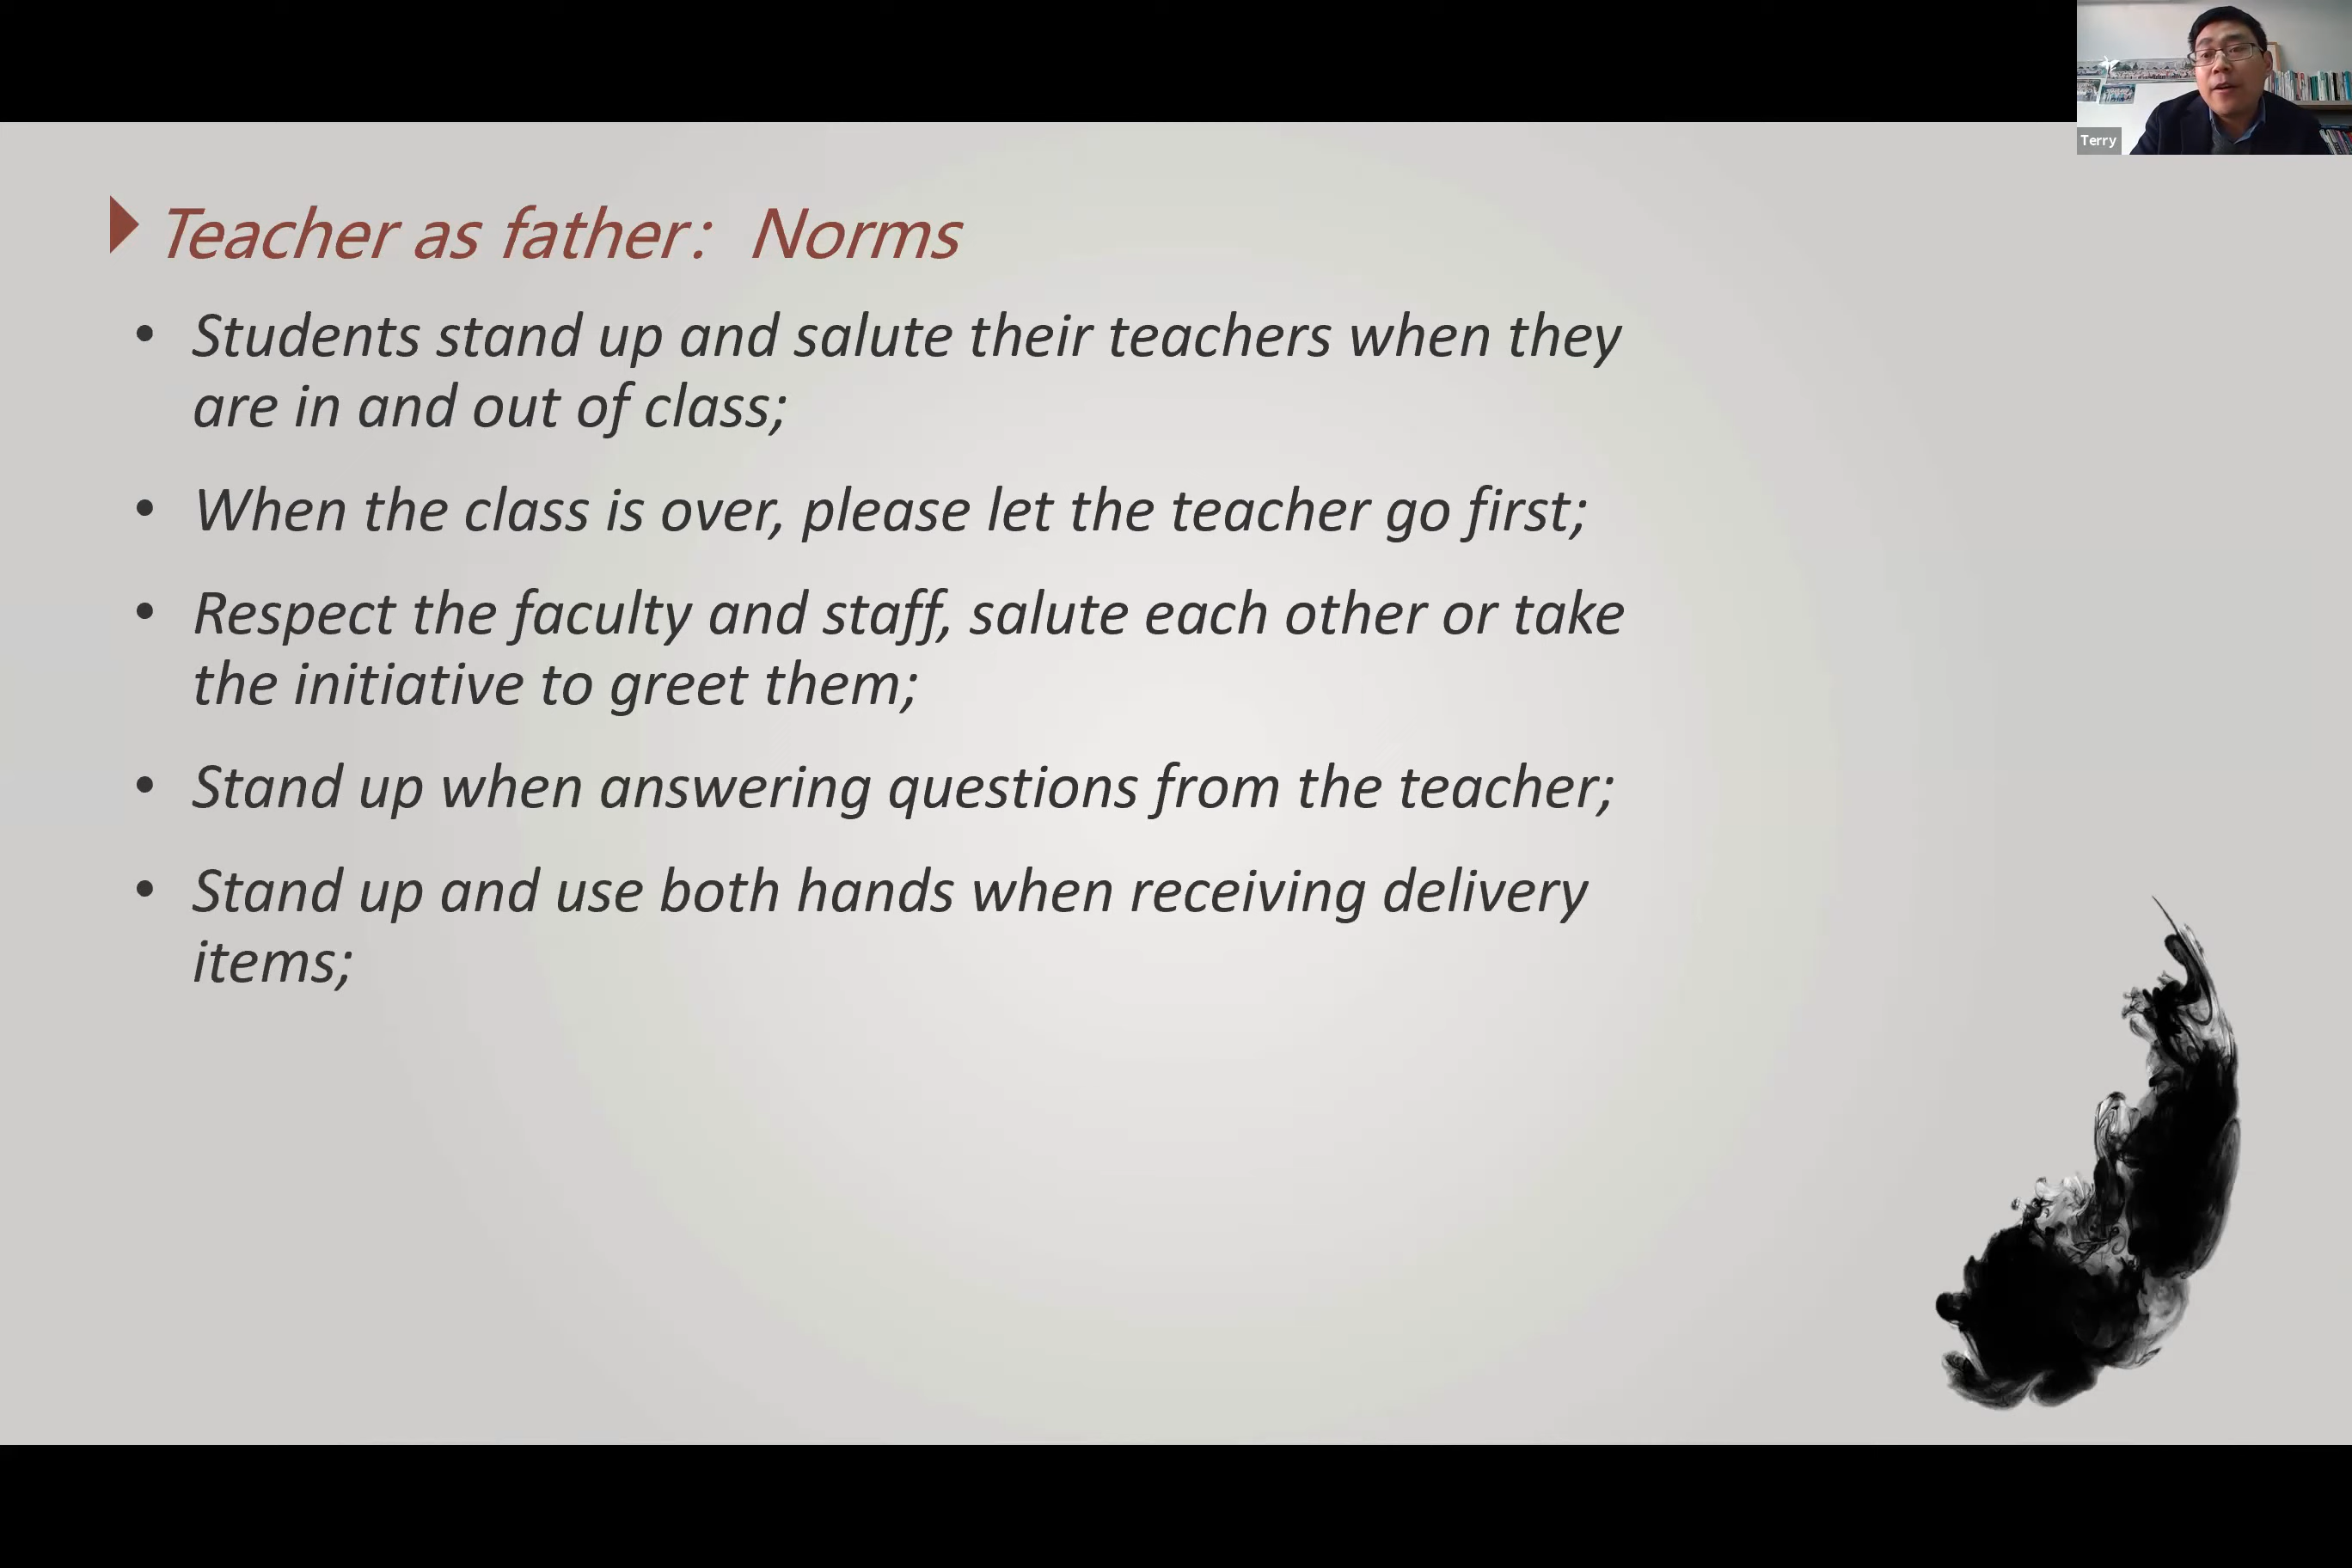 Terry
Teacher as father: Norms
• Students stand up and salute their teachers when they
are in and out of class;
• When the class is over, please let the teacher go first;
• Respect the faculty and staff, salute each other or take
the initiative to greet them;
• Stand up when answering questions from the teacher;
• Stand up and use both hands when receiving delivery
items;